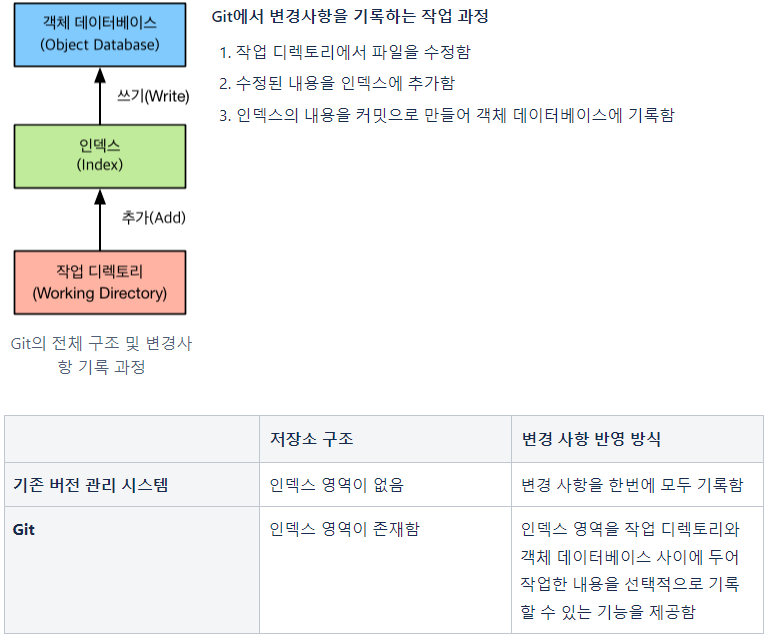 객체 데이터베이스
(Object Database)
쓰기(Write)
인덱스
(Index)
추가(Add)
작업 디렉토리
(Working Directory)
Git의 전체 구조 및 변경사
항 기록 과정
Git에서 변경사항을 기록하는 작업 과정
1. 작업 디렉토리에서 파일을 수정함
2. 수정된 내용을 인덱스에 추가함
3. 인덱스의 내용을 커밋으로 만들어 객체 데이터베이스에 기록함
저장소 구조
변경 사항 반영 방식
기존 버전 관리 시스템
인덱스 영역이 없음
변경 사항을 한번에 모두 기록함
Git
인덱스 영역이 존재함
인덱스 영역을 작업 디렉토리와
객체 데이터베이스 사이에 두어
작업한 내용을 선택적으로 기록
할 수 있는 기능을 제공함